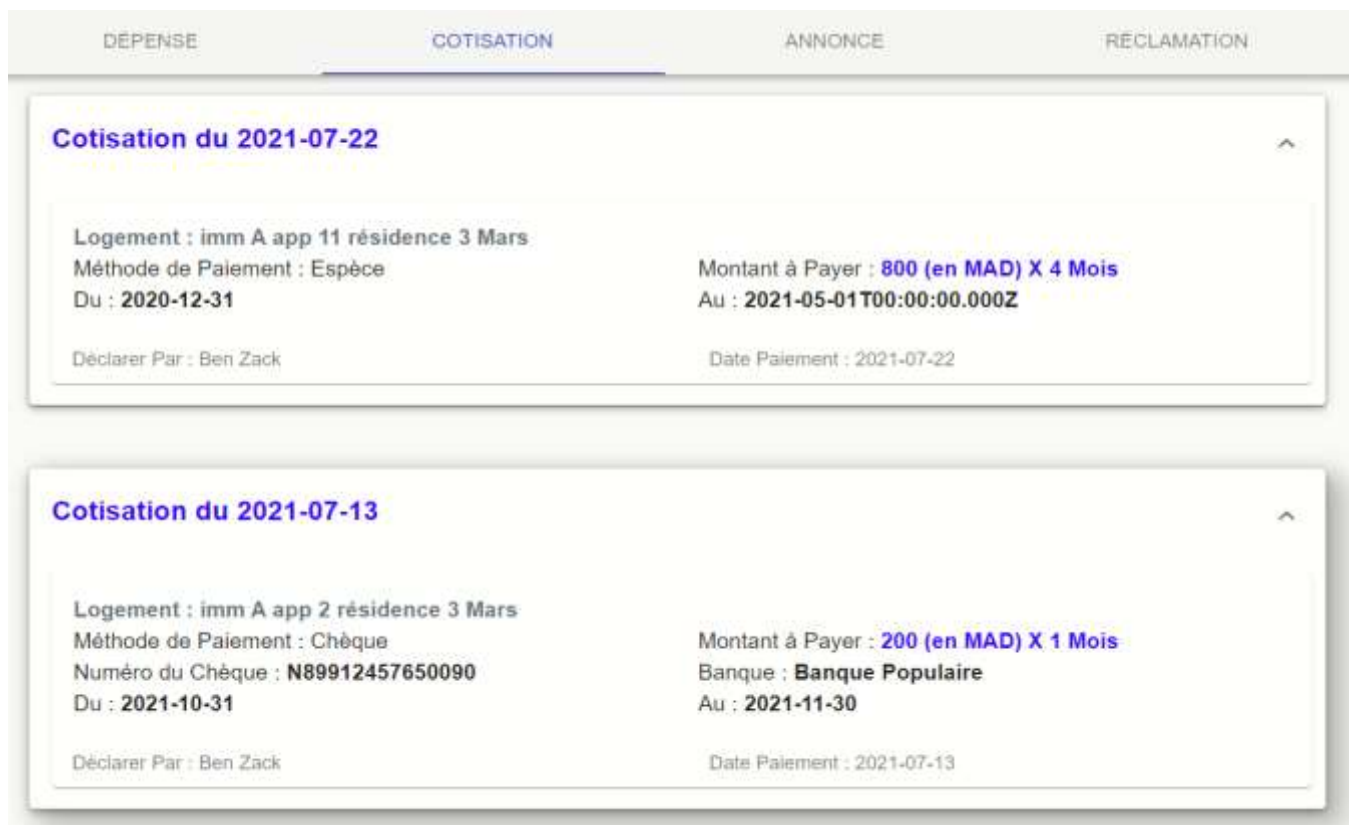 DÉPENSE COTISATION ANNONCE RÉCLAMATION
Cotisation du 2021-07-22
Logement : imm A app 11 résidence 3 Mars
Méthode de Paiement : Espèce Montant à Payer : 800 (en MAD) X 4 Mois
Du : 2020-12-31 Au : 2021-05-01T00:00:00.000Z
Déclarer Par : Ben Zack Date Paiement : 2021-07-22
Cotisation du 2021-07-13
Logement : imm A app 2 résidence 3 Mars
Méthode de Paiement : Chèque Montant à Payer : 200 (en MAD) X 1 Mois
Numéro du Chèque : N89912457650090 Banque : Banque Populaire
Du : 2021-10-31 Au : 2021-11-30
Déclarer Par : Ben Zack Date Paiement : 2021-07-13